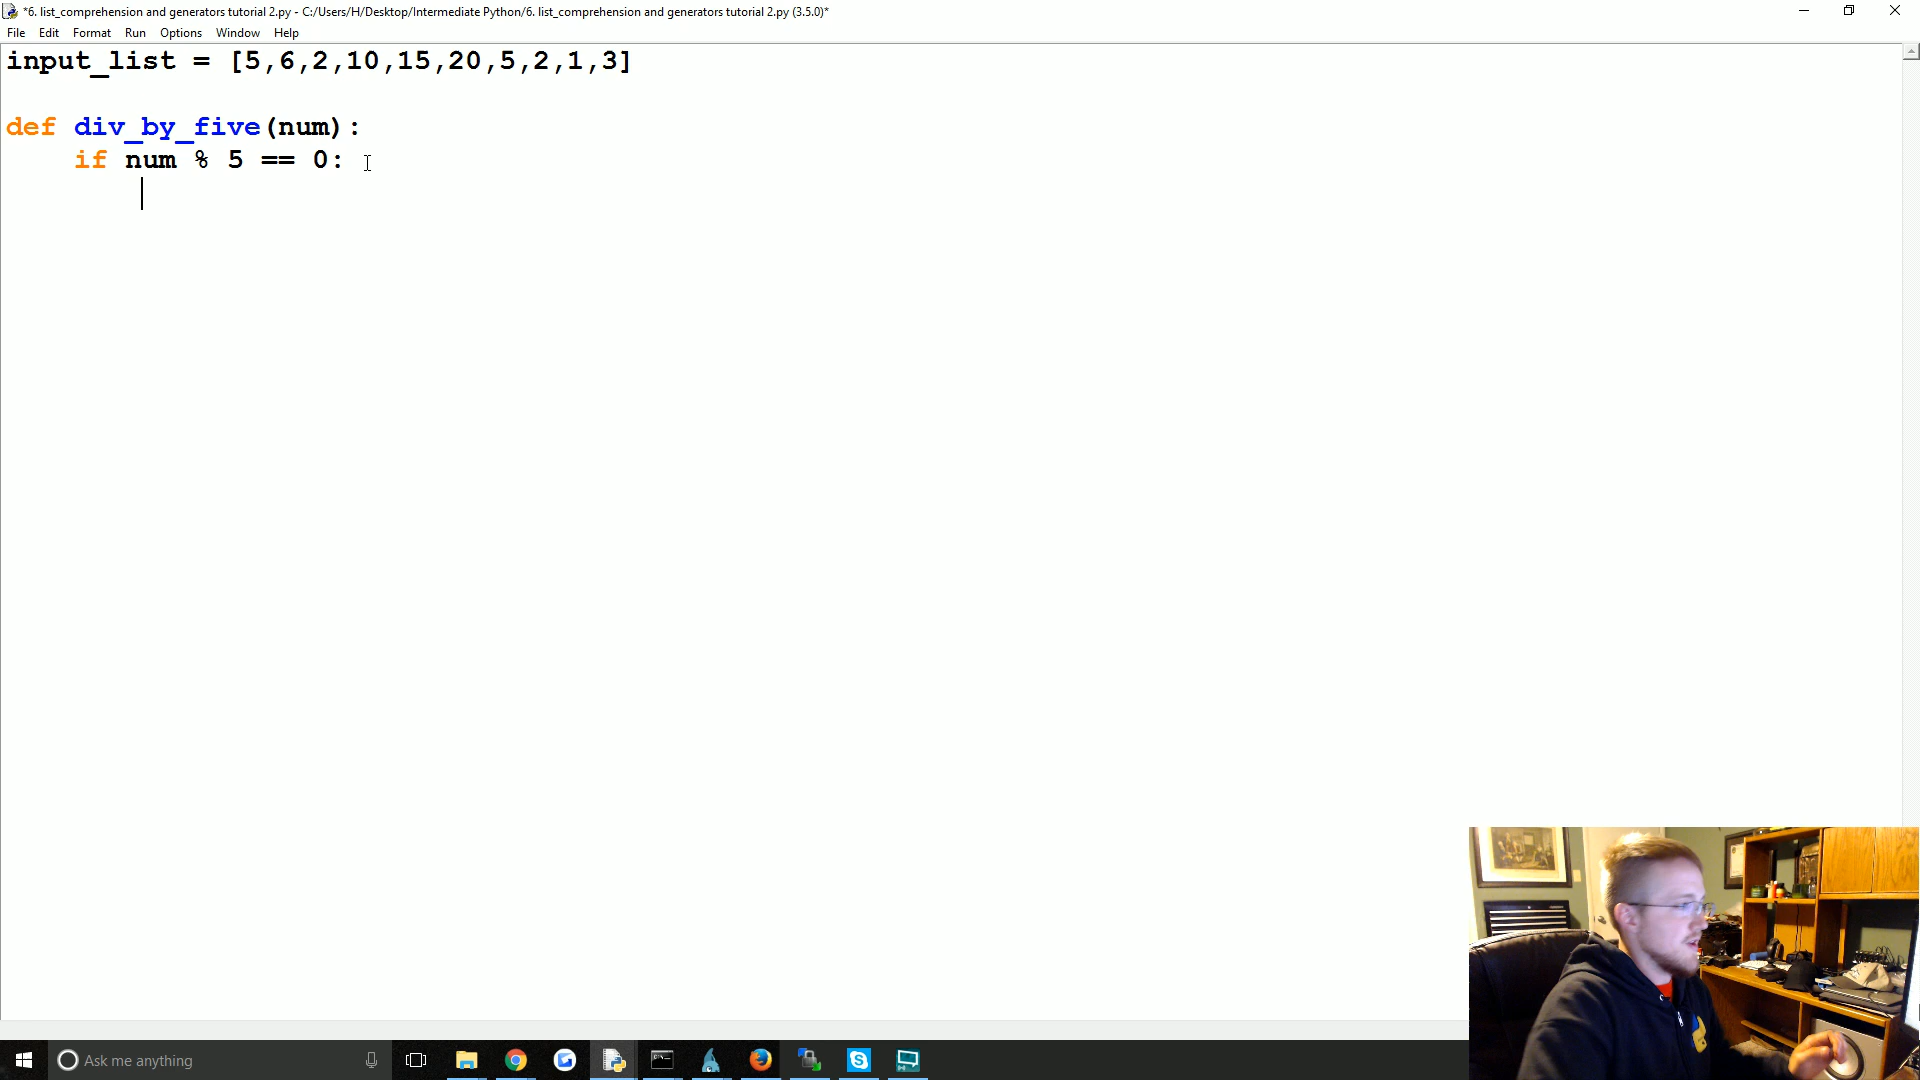 *6. list_comprehension and generators tutorial 2.py - C:/Users/H/Desktop/Intermediate Python/6. list_comprehension and generators tutorial 2.py (3.5.0)*
File Edit Format Run Options Window Help
input_list = [5,6,2,10,15,20,5,2,1,3]
def div_by_five(num):
if num % 5 == 0:
Ask me anything